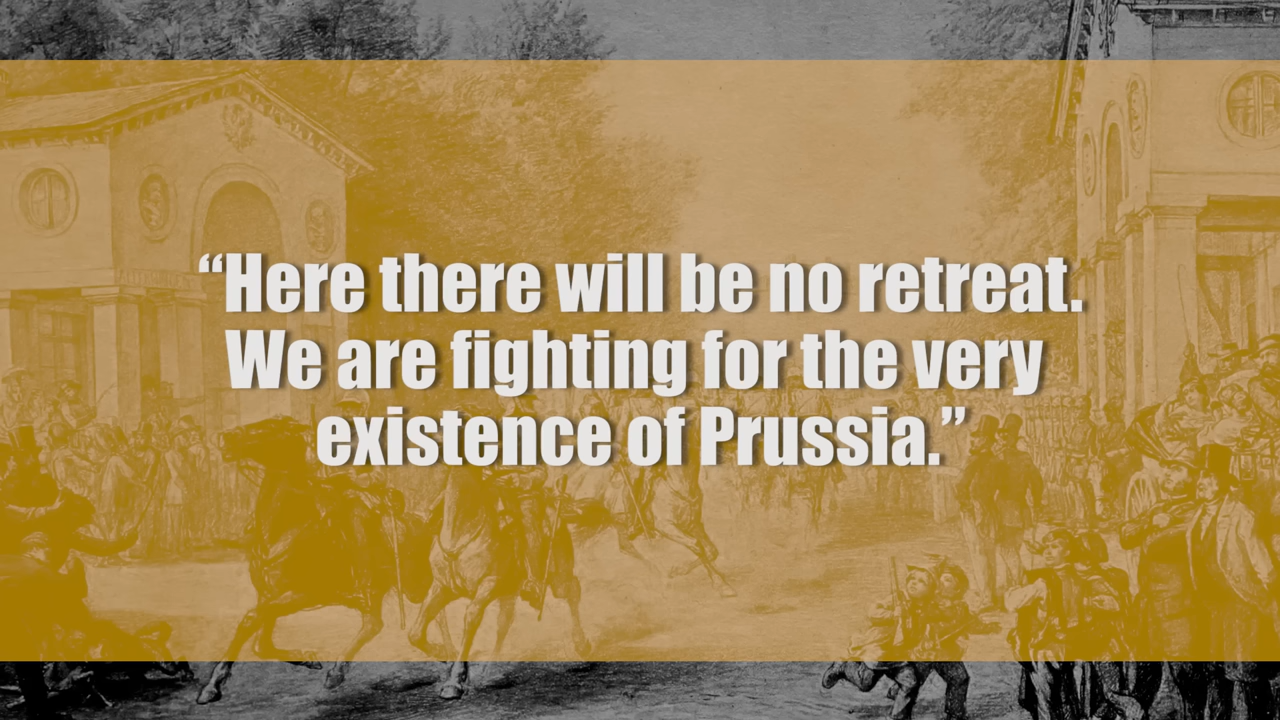 “Here there will be no retreat.
We are fighting for the very
existence of Prussia.”